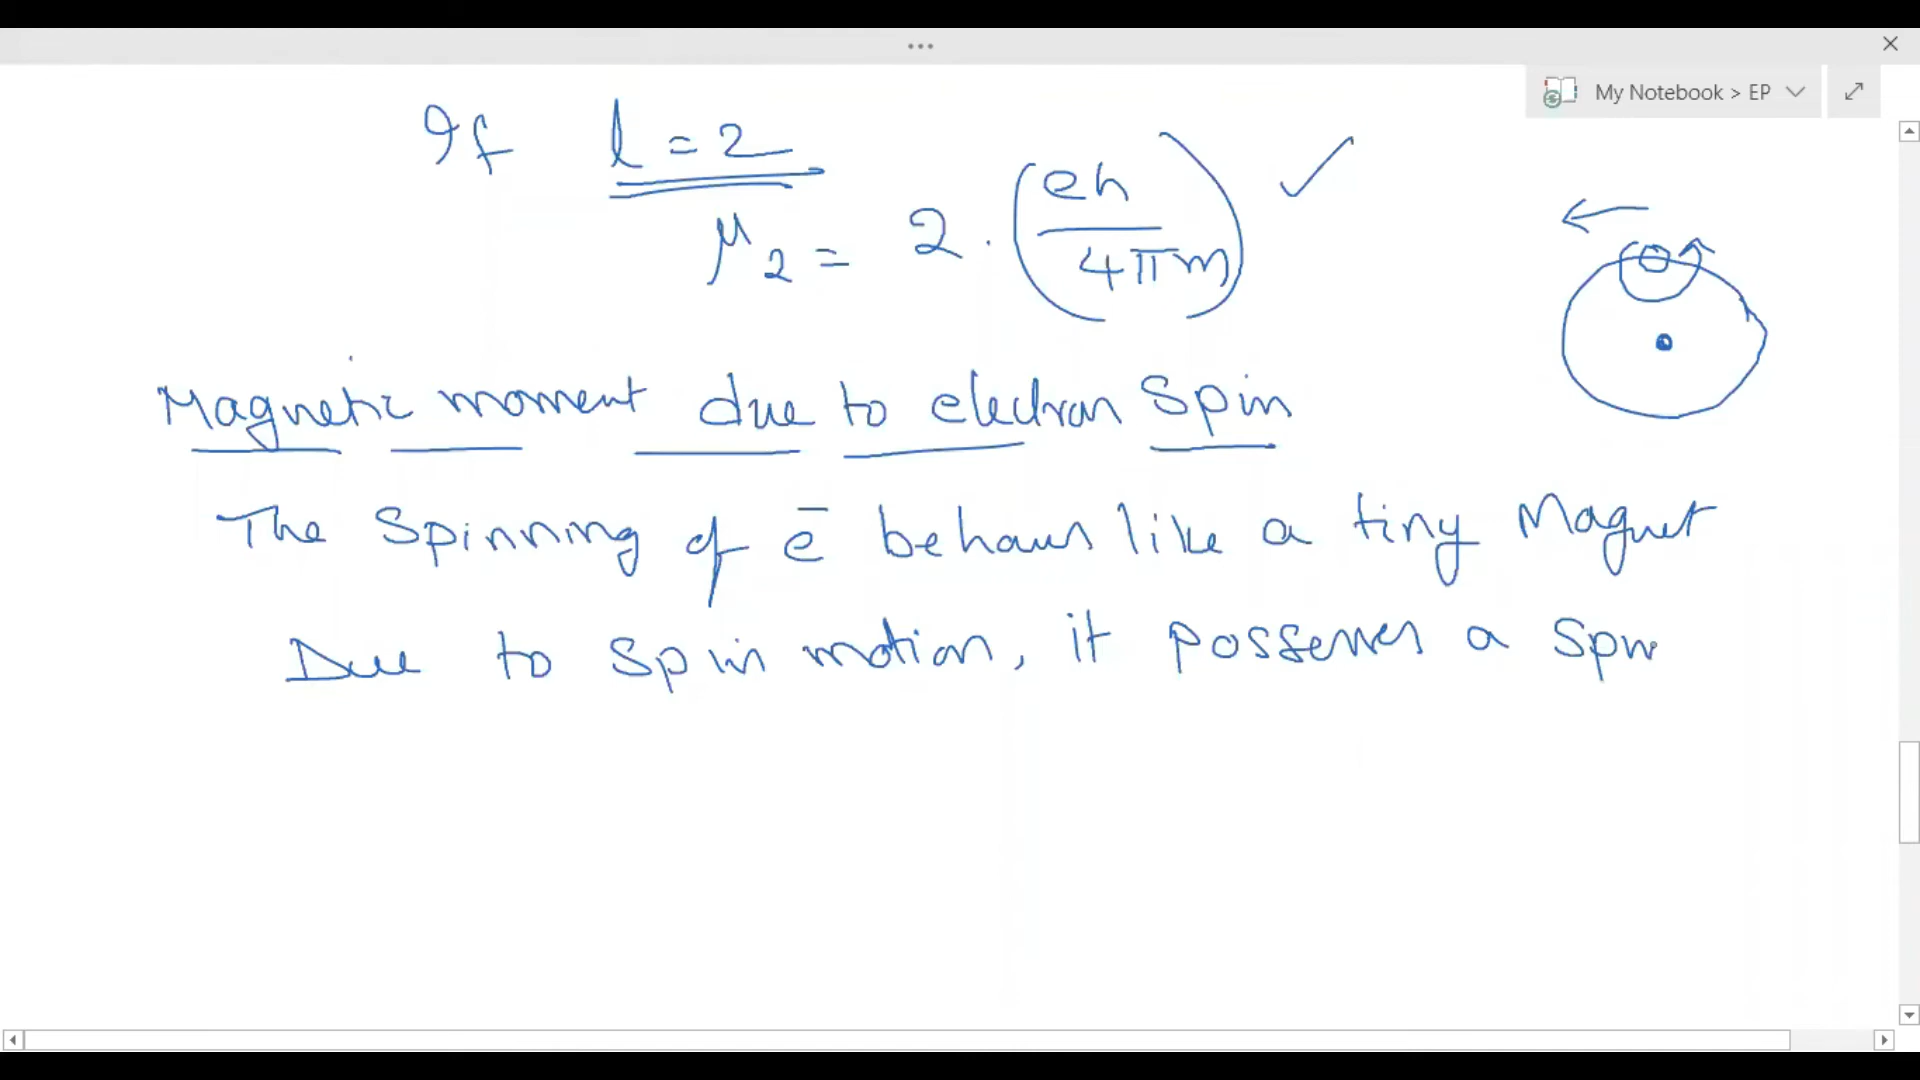 ...
My Notebook > EP
If l = 2
μ₂ = 2 · (eh / 4πm) ✓
Magnetic moment due to electron Spin
The Spinning of e̅ behaves like a tiny Magnet
Due to Spin motion, it possesses a Spin